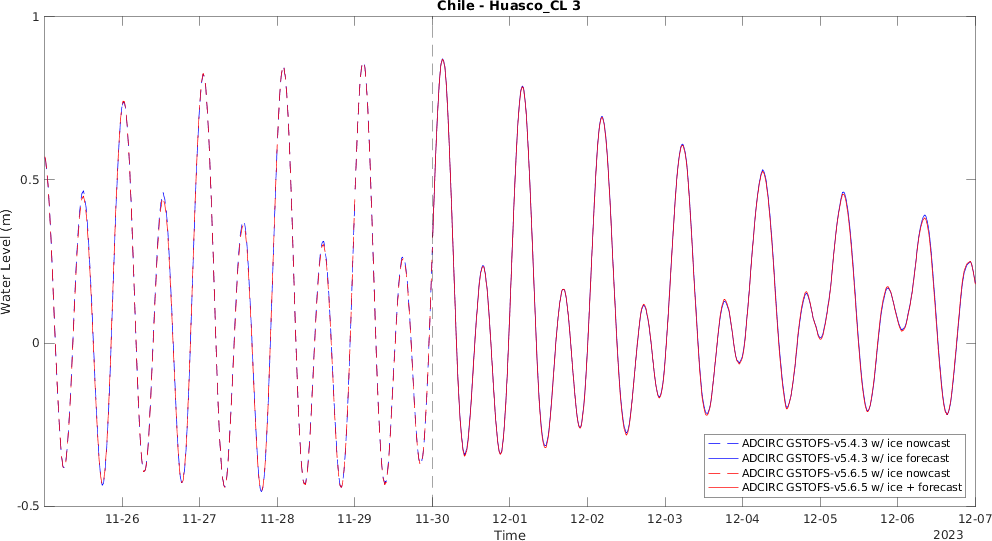 Chile - Huasco_CL 3
Water Level (m)
1
0.5
0
-0.5
11-26 11-27 11-28 11-29 11-30 12-01 12-02 12-03 12-04 12-05 12-06 12-07
Time
2023
ADCIRC GSTOFS-v5.4.3 w/ ice nowcast
ADCIRC GSTOFS-v5.4.3 w/ ice forecast
ADCIRC GSTOFS-v5.6.5 w/ ice nowcast
ADCIRC GSTOFS-v5.6.5 w/ ice + forecast